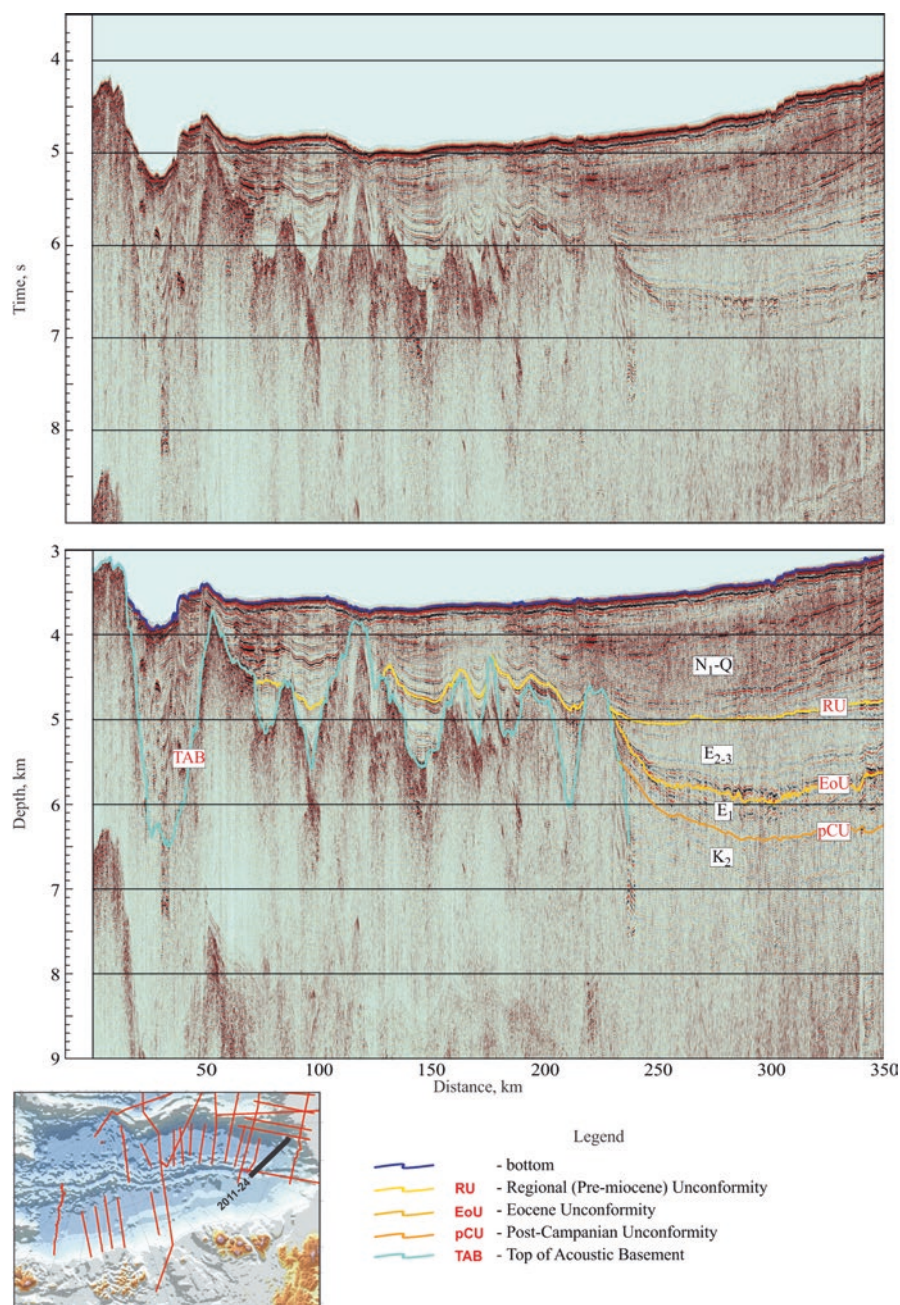 4
5
6
7
8
Time, s
3
4
5
6
7
8
9
Depth, km
N₁-Q
RU
E₂₋₃
TAB
EoU
E₁
pCU
K₂
50
100
150
200
250
300
350
Distance, km
2011-24
Legend
- bottom
RU - Regional (Pre-miocene) Unconformity
EoU - Eocene Unconformity
pCU - Post-Campanian Unconformity
TAB - Top of Acoustic Basement